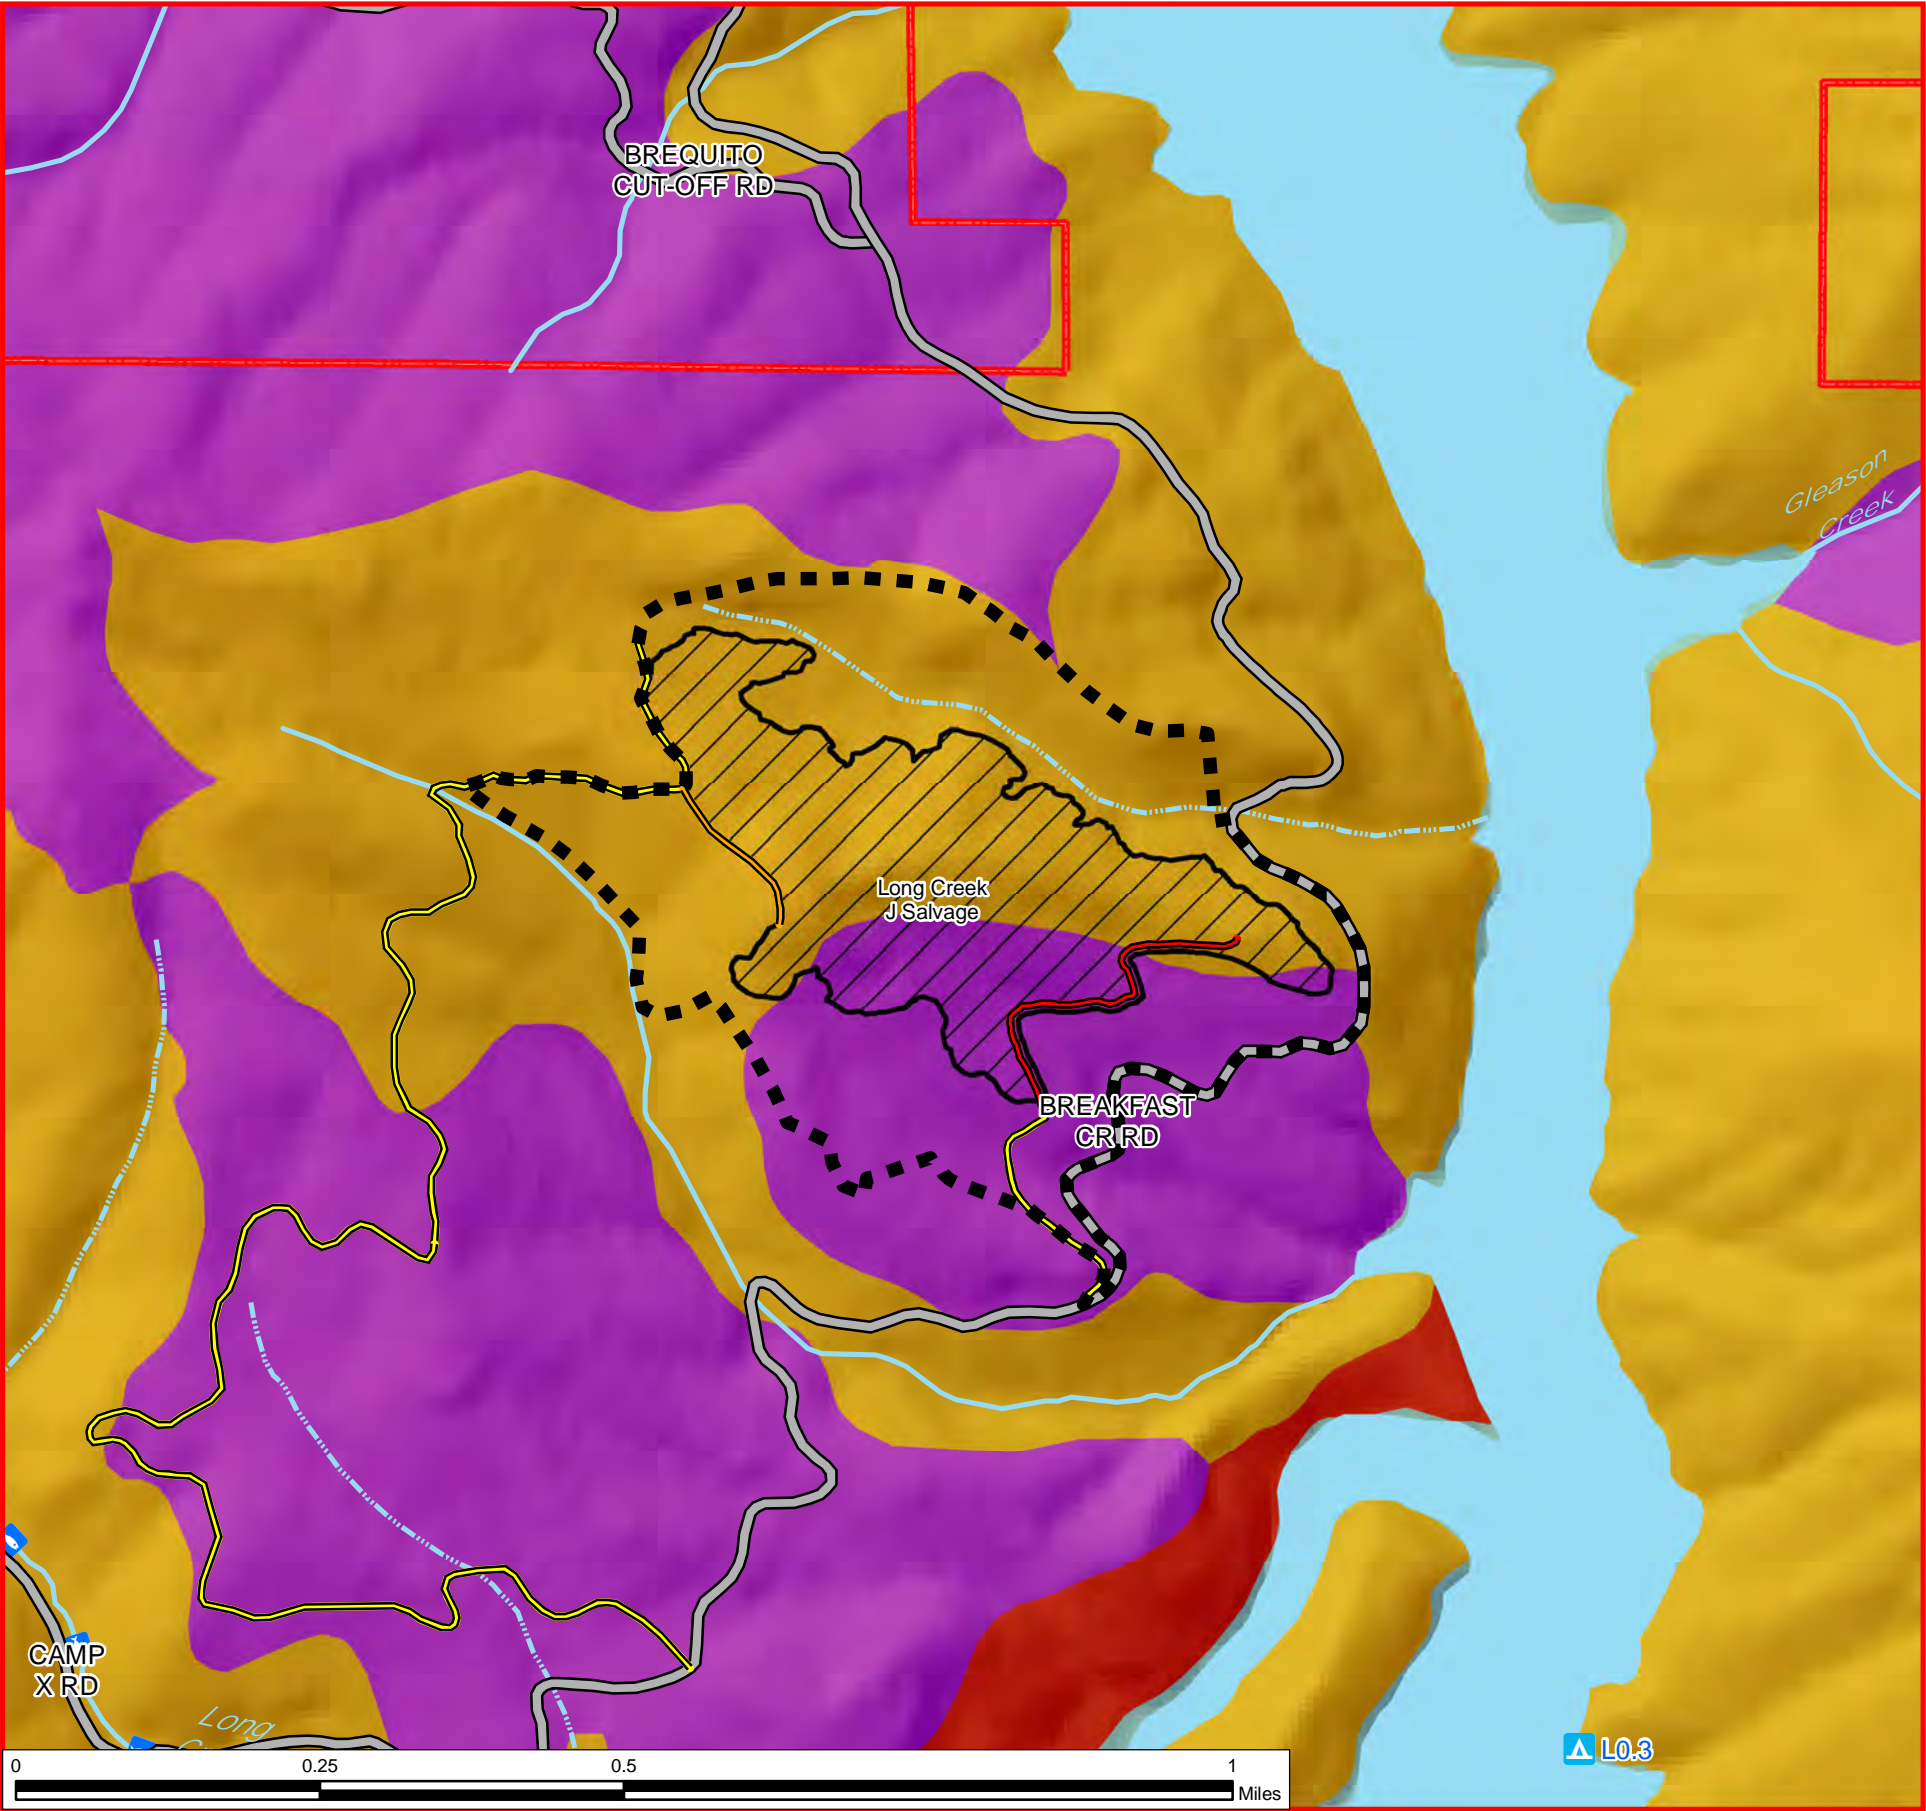 BREQUITO
CUT-OFF RD
Gleason
Creek
Long Creek
J Salvage
BREAKFAST
CR RD
CAMP
X RD
Long
L0.3
0 0.25 0.5 1
Miles